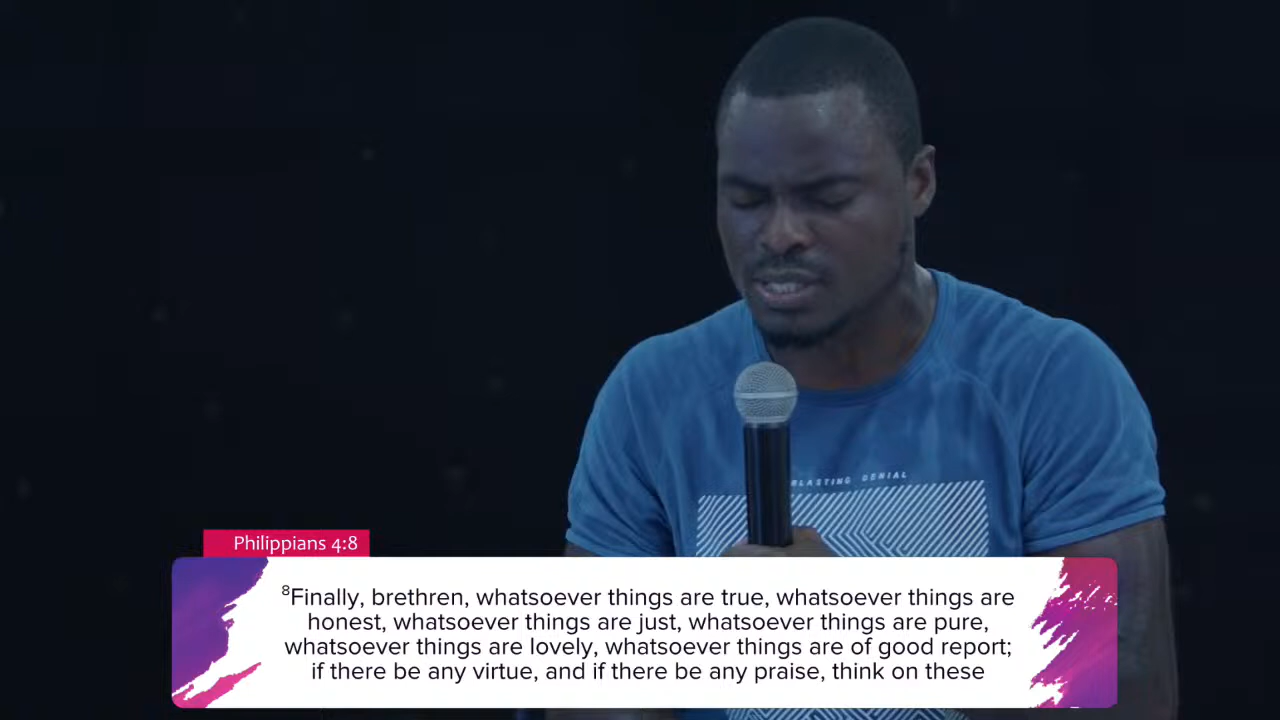 BLASTING DENIAL
Philippians 4:8
⁸Finally, brethren, whatsoever things are true, whatsoever things are
honest, whatsoever things are just, whatsoever things are pure,
whatsoever things are lovely, whatsoever things are of good report;
if there be any virtue, and if there be any praise, think on these